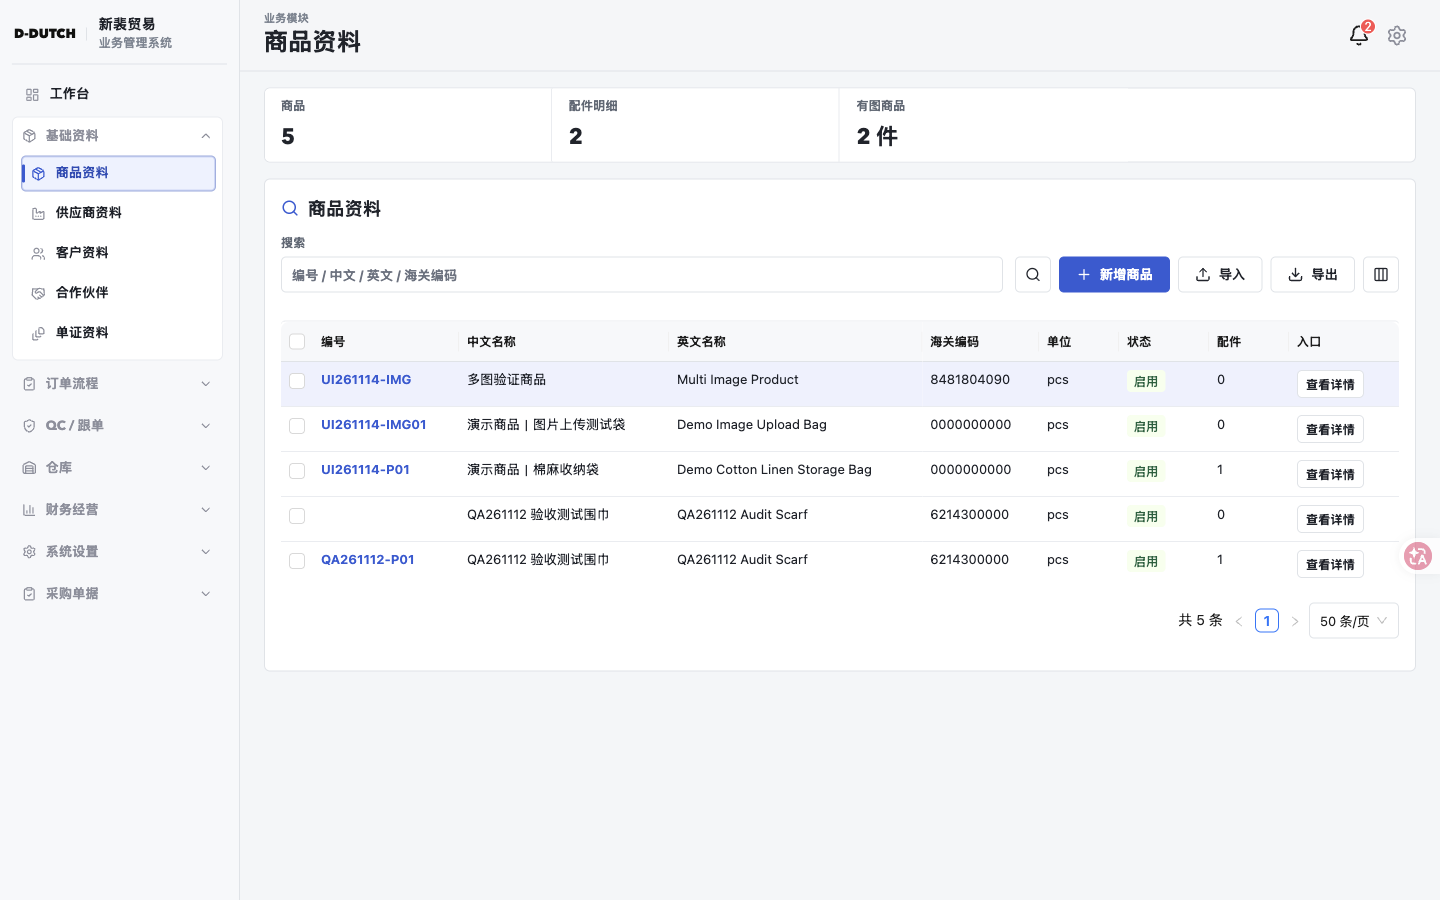 D-DUTCH
新裴贸易
业务管理系统
工作台
基础资料
商品资料
供应商资料
客户资料
合作伙伴
单证资料
订单流程
QC / 跟单
仓库
财务经营
系统设置
采购单据
业务模块
商品资料
2
商品
5
配件明细
2
有图商品
2 件
商品资料
搜索
编号 / 中文 / 英文 / 海关编码
新增商品
导入
导出
编号 中文名称 英文名称 海关编码 单位 状态 配件 入口
UI261114-IMG 多图验证商品 Multi Image Product 8481804090 pcs 启用 0 查看详情
UI261114-IMG01 演示商品 | 图片上传测试袋 Demo Image Upload Bag 0000000000 pcs 启用 0 查看详情
UI261114-P01 演示商品 | 棉麻收纳袋 Demo Cotton Linen Storage Bag 0000000000 pcs 启用 1 查看详情
QA261112 验收测试围巾 QA261112 Audit Scarf 6214300000 pcs 启用 0 查看详情
QA261112-P01 QA261112 验收测试围巾 QA261112 Audit Scarf 6214300000 pcs 启用 1 查看详情
共 5 条 1 50 条/页